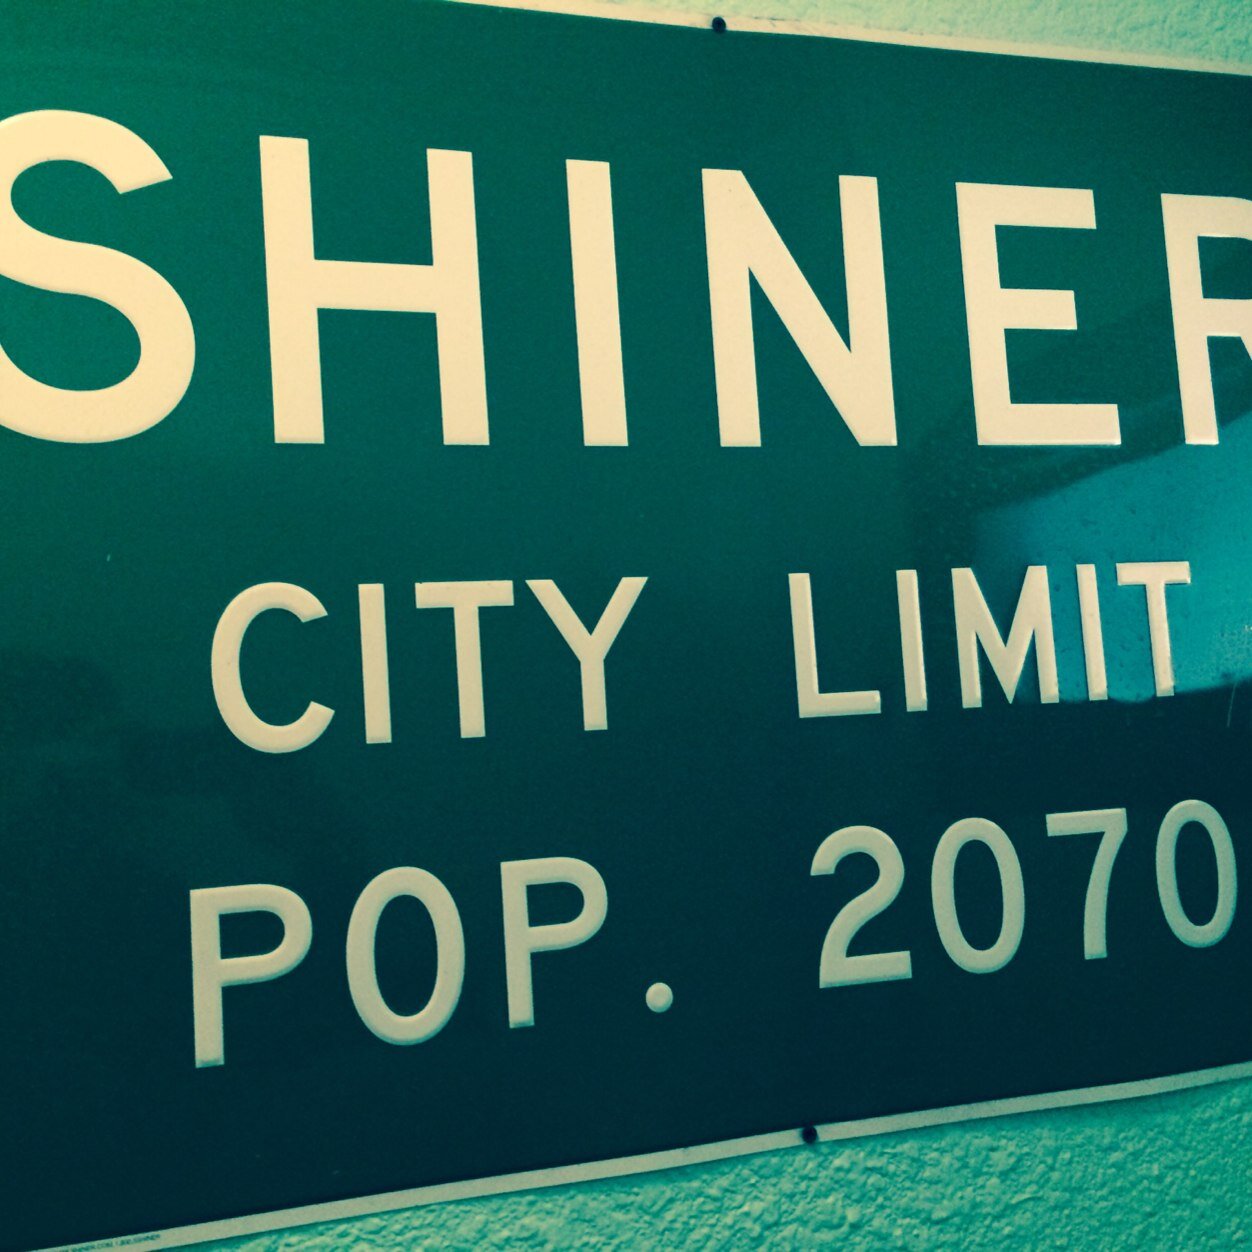 SHINER
CITY LIMIT
POP. 2070